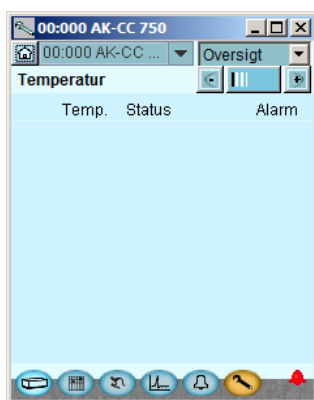 00:000 AK-CC 750
00:000 AK-CC ... Oversigt
Temperatur
Temp. Status Alarm